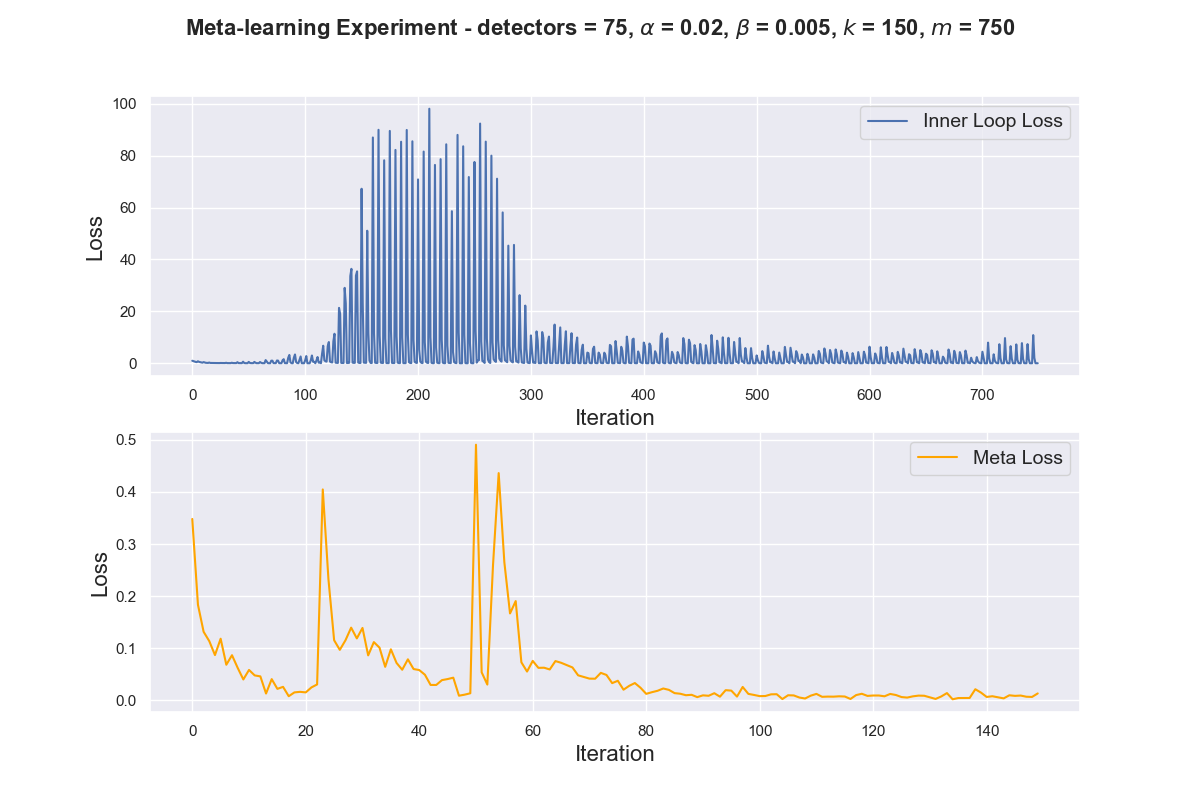 Meta-learning Experiment - detectors = 75, α = 0.02, β = 0.005, k = 150, m = 750
100
80
60
40
20
0
Loss
Inner Loop Loss
0 100 200 300 400 500 600 700
Iteration
0.5
0.4
0.3
0.2
0.1
0.0
Loss
Meta Loss
0 20 40 60 80 100 120 140
Iteration